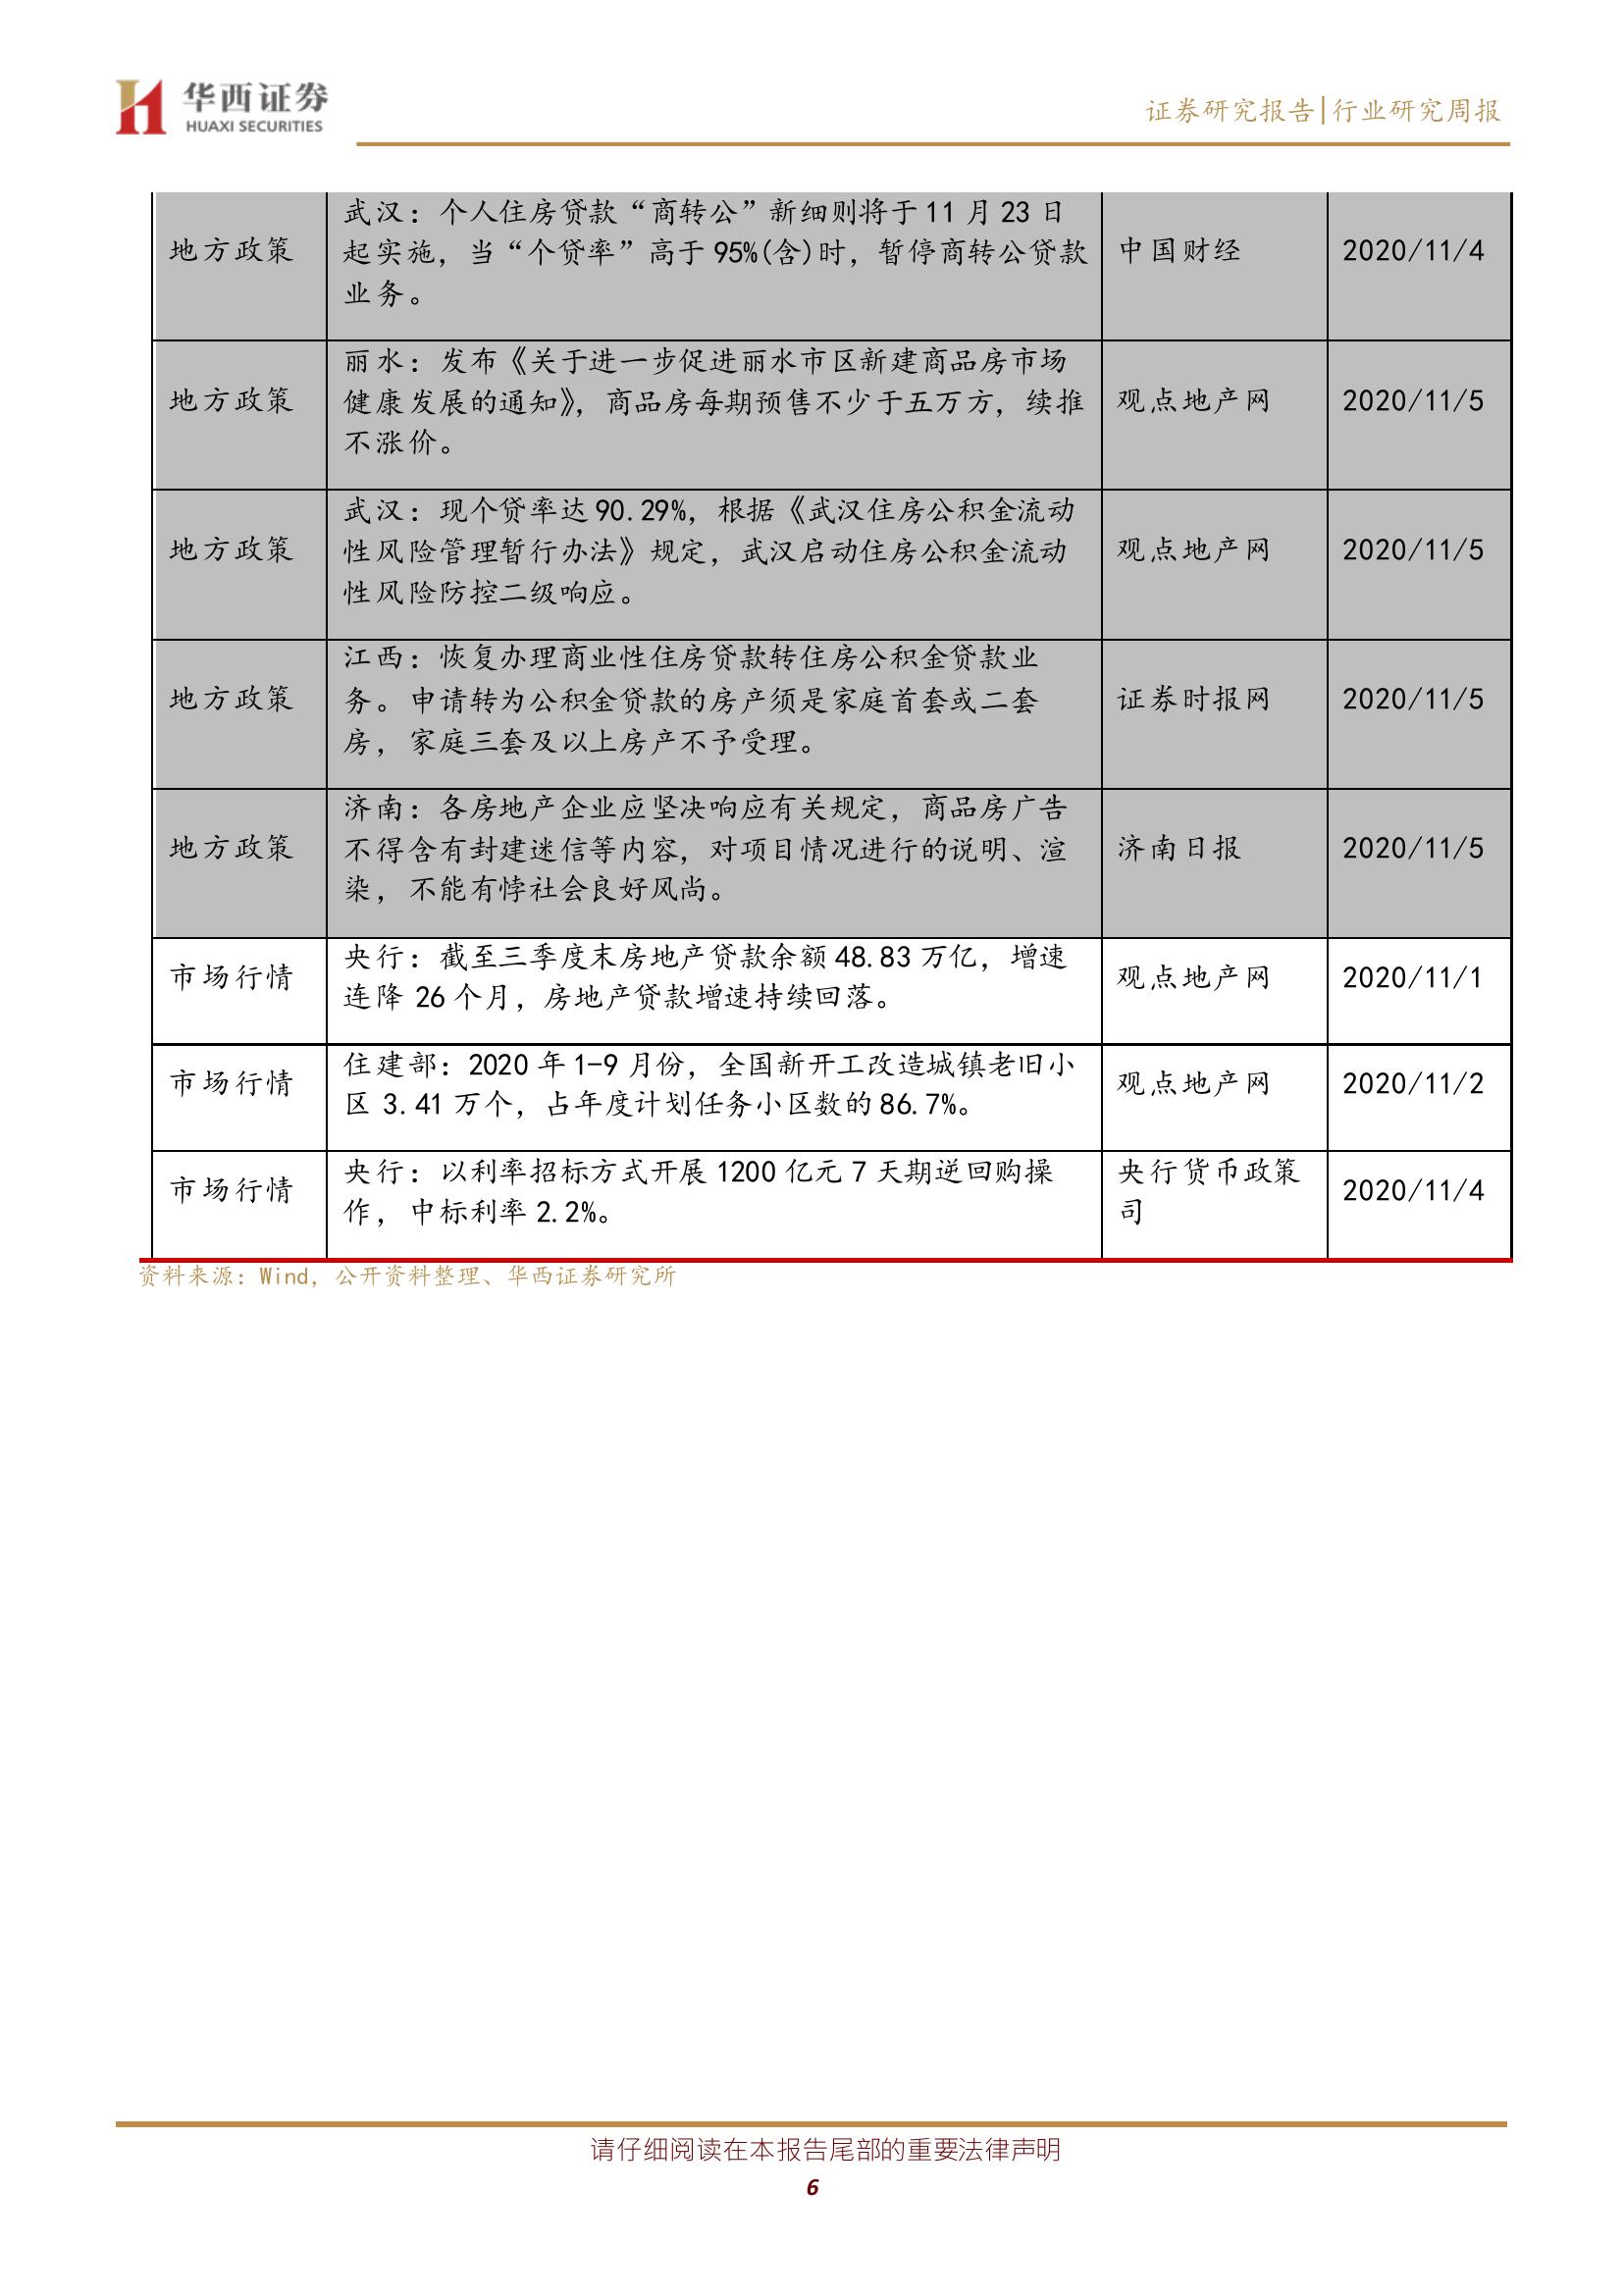 华西证券
HUAXI SECURITIES
证券研究报告|行业研究周报
地方政策
武汉：个人住房贷款“商转公”新细则将于 11 月 23 日
起实施，当“个贷率”高于 95%(含)时，暂停商转公贷款
业务。
中国财经
2020/11/4
地方政策
丽水：发布《关于进一步促进丽水市区新建商品房市场
健康发展的通知》，商品房每期预售不少于五万方，续推
不涨价。
观点地产网
2020/11/5
地方政策
武汉：现个贷率达 90.29%，根据《武汉住房公积金流动
性风险管理暂行办法》规定，武汉启动住房公积金流动
性风险防控二级响应。
观点地产网
2020/11/5
地方政策
江西：恢复办理商业性住房贷款转住房公积金贷款业
务。申请转为公积金贷款的房产须是家庭首套或二套
房，家庭三套及以上房产不予受理。
证券时报网
2020/11/5
地方政策
济南：各房地产企业应坚决响应有关规定，商品房广告
不得含有封建迷信等内容，对项目情况进行的说明、渲
染，不能有悖社会良好风尚。
济南日报
2020/11/5
市场行情
央行：截至三季度末房地产贷款余额 48.83 万亿，增速
连降 26 个月，房地产贷款增速持续回落。
观点地产网
2020/11/1
市场行情
住建部：2020 年 1-9 月份，全国新开工改造城镇老旧小
区 3.41 万个，占年度计划任务小区数的 86.7%。
观点地产网
2020/11/2
市场行情
央行：以利率招标方式开展 1200 亿元 7 天期逆回购操
作，中标利率 2.2%。
央行货币政策
司
2020/11/4
资料来源：Wind，公开资料整理、华西证券研究所
请仔细阅读在本报告尾部的重要法律声明
6